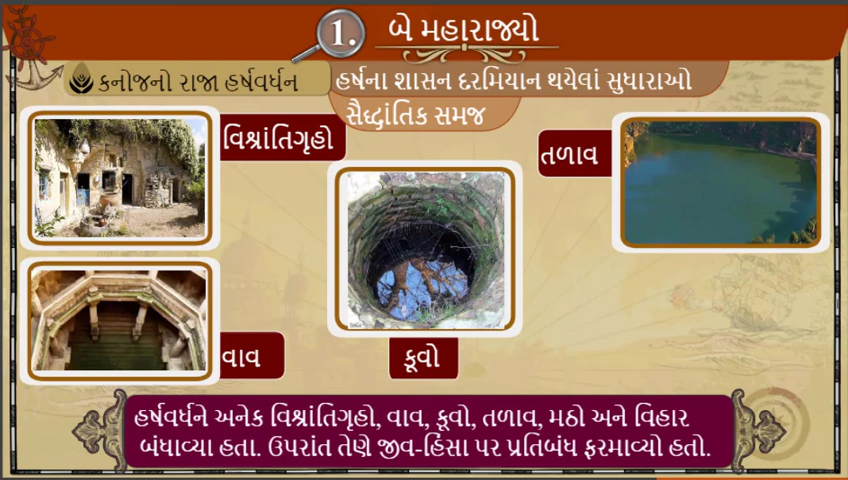 1. બે મહારાજ્યો
કનોજનો રાજા હર્ષવર્ધન
હર્ષના શાસન દરમિયાન થયેલાં સુધારાઓ
સૈદ્ધાંતિક સમજ
વિશ્રાંતિગૃહો
તળાવ
વાવ
કૂવો
હર્ષવર્ધને અનેક વિશ્રાંતિગૃહો, વાવ, કૂવો, તળાવ, મઠો અને વિહાર
બંધાવ્યા હતા. ઉપરાંત તેણે જીવ-હિંસા પર પ્રતિબંધ ફરમાવ્યો હતો.